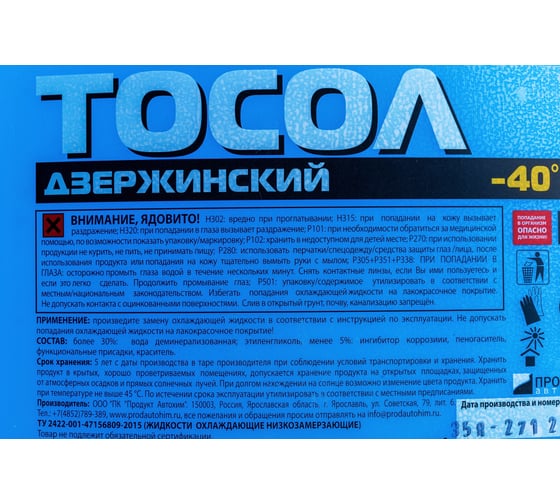 ТОСОЛ
ДЗЕРЖИНСКИЙ
-40°
ВНИМАНИЕ, ЯДОВИТО! H302: вредно при проглатывании; H315: при попадании на кожу вызывает
раздражение; H320: при попадании в глаза вызывает раздражение; P101: при необходимости обратиться за медицинской
помощью, по возможности показать упаковку/маркировку; P102: хранить в недоступном для детей месте; P270: при использовании
продукции не курить, не пить, не принимать пищу; P280: использовать перчатки/спецодежду/средства защиты глаз /лица, после
использования продукта или попадания на кожу тщательно вымыть руки с мылом; P305+P351+P338: ПРИ ПОПАДАНИИ В
ГЛАЗА: осторожно промыть глаза водой в течение нескольких минут. Снять контактные линзы, если Вы ими пользуетесь и
если это легко сделать. Продолжить промывание глаз; P501: упаковку/содержимое утилизировать в соответствии с
местным/национальным законодательством. Избегать попадания охлаждающей жидкости на лакокрасочное покрытие.
Не допускать контакта с окислителями. Слив в открытый грунт, почву, канализацию запрещён.
ПОПАДАНИЕ
В ОРГАНИЗМ
ОПАСНО
ДЛЯ ЖИЗНИ!
ПРИМЕНЕНИЕ: произведите замену охлаждающей жидкости в соответствии с инструкцией по эксплуатации. Не допускать
попадания охлаждающей жидкости на лакокрасочное покрытие!
СОСТАВ: более 30%: вода деминерализованная; этиленгликоль, менее 5%: ингибитор коррозии, пеногаситель,
функциональные присадки, краситель.
Срок хранения: 5 лет с даты производства в таре производителя при соблюдении условий транспортирования и хранения. Хранить
продукт в крытых, хорошо проветриваемых помещениях, допускается хранение продукта на открытых площадках, защищенных
от атмосферных осадков и прямых солнечных лучей. При долгом нахождении на солнце возможно изменение цвета продукта. Хранить
при температуре не выше 45 °C. По истечении срока эксплуатации утилизировать в соответствии с местным законодательством.
Производитель: ООО "ПК "Продукт Автохим" 150003, Россия, Ярославская область г. Ярославль, ул. Советская, 79, лит. б,
Тел.: +7(4852)789-389, www.prodautohim.ru, все пожелания и обращения просим отправлять на info@prodautohim.ru
ТУ 2422-001-47156809-2015 (ЖИДКОСТИ ОХЛАЖДАЮЩИЕ НИЗКОЗАМЕРЗАЮЩИЕ)
Товар не подлежит обязательной сертификации.
ПРО
авт
Дата производства и номер
358-271 2